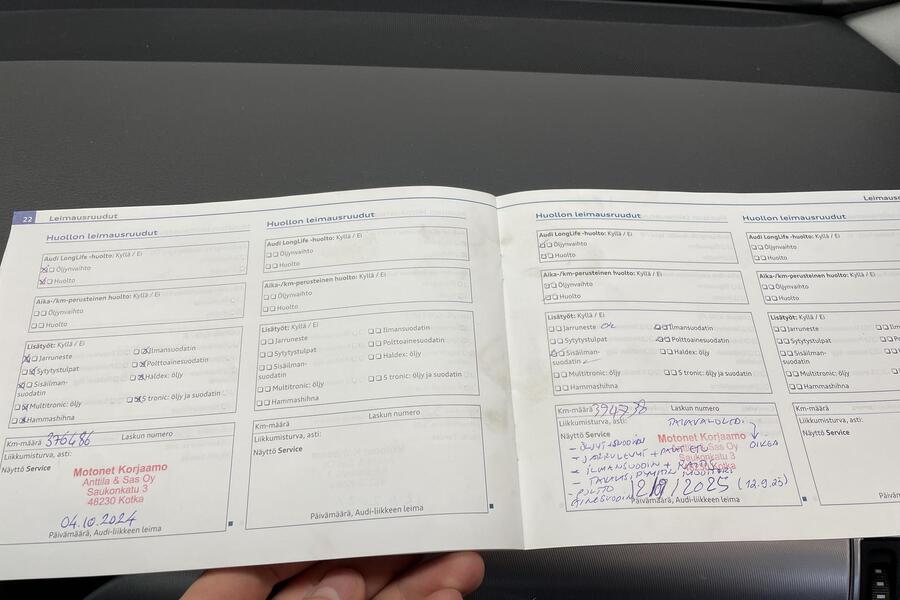 22 Leimausruudut
Huollon leimausruudut
Audi LongLife -huolto: Kyllä / Ei
Öljynvaihto
Huolto
Aika-/km-perusteinen huolto: Kyllä / Ei
Öljynvaihto
Huolto
Lisätyöt: Kyllä / Ei
Jarruneste
Ilmansuodatin
Sytytystulpat
Polttoainesuodatin
Sisäilman-
suodatin
Haldex: öljy
Multitronic: öljy
S tronic: öljy ja suodatin
Hammashihna
Km-määrä 376486 Laskun numero
Liikkumisturva, asti:
Näyttö Service
Motonet Korjaamo
Anttila & Sas Oy
Saukonkatu 3
48230 Kotka
04.10.2024
Päivämäärä, Audi-liikkeen leima
Huollon leimausruudut
Audi LongLife -huolto: Kyllä / Ei
Öljynvaihto
Huolto
Aika-/km-perusteinen huolto: Kyllä / Ei
Öljynvaihto
Huolto
Lisätyöt: Kyllä / Ei
Jarruneste
Ilmansuodatin
Sytytystulpat
Polttoainesuodatin
Sisäilman-
suodatin
Haldex: öljy
Multitronic: öljy
S tronic: öljy ja suodatin
Hammashihna
Km-määrä Laskun numero
Liikkumisturva, asti:
Näyttö Service
Päivämäärä, Audi-liikkeen leima
Huollon leimausruudut
Audi LongLife -huolto: Kyllä / Ei
Öljynvaihto
Huolto
Aika-/km-perusteinen huolto: Kyllä / Ei
Öljynvaihto
Huolto
Lisätyöt: Kyllä / Ei
Jarruneste ok
Ilmansuodatin
Sytytystulpat
Polttoainesuodatin
Sisäilman-
suodatin
Haldex: öljy
Multitronic: öljy
S tronic: öljy ja suodatin
Hammashihna
Km-määrä 394738 Laskun numero
Liikkumisturva, asti:
Näyttö Service
OIKEA
Motonet Korjaamo
Anttila & Sas Oy
Saukonkatu 3
Kotka
- ILMANSUODIN +
2025 (12.9.25)
Päivämäärä, Audi-liikkeen leima
Huollon leimausruudut
Audi LongLife -huolto: Kyllä / Ei
Öljynvaihto
Huolto
Aika-/km-perusteinen huolto: Kyllä / Ei
Öljynvaihto
Huolto
Lisätyöt: Kyllä / Ei
Jarruneste
Sytytystulpat
Sisäilman-
suodatin
Multitronic: öljy
Hammashihna
Km-määrä
Liikkumisturva, asti:
Näyttö Service